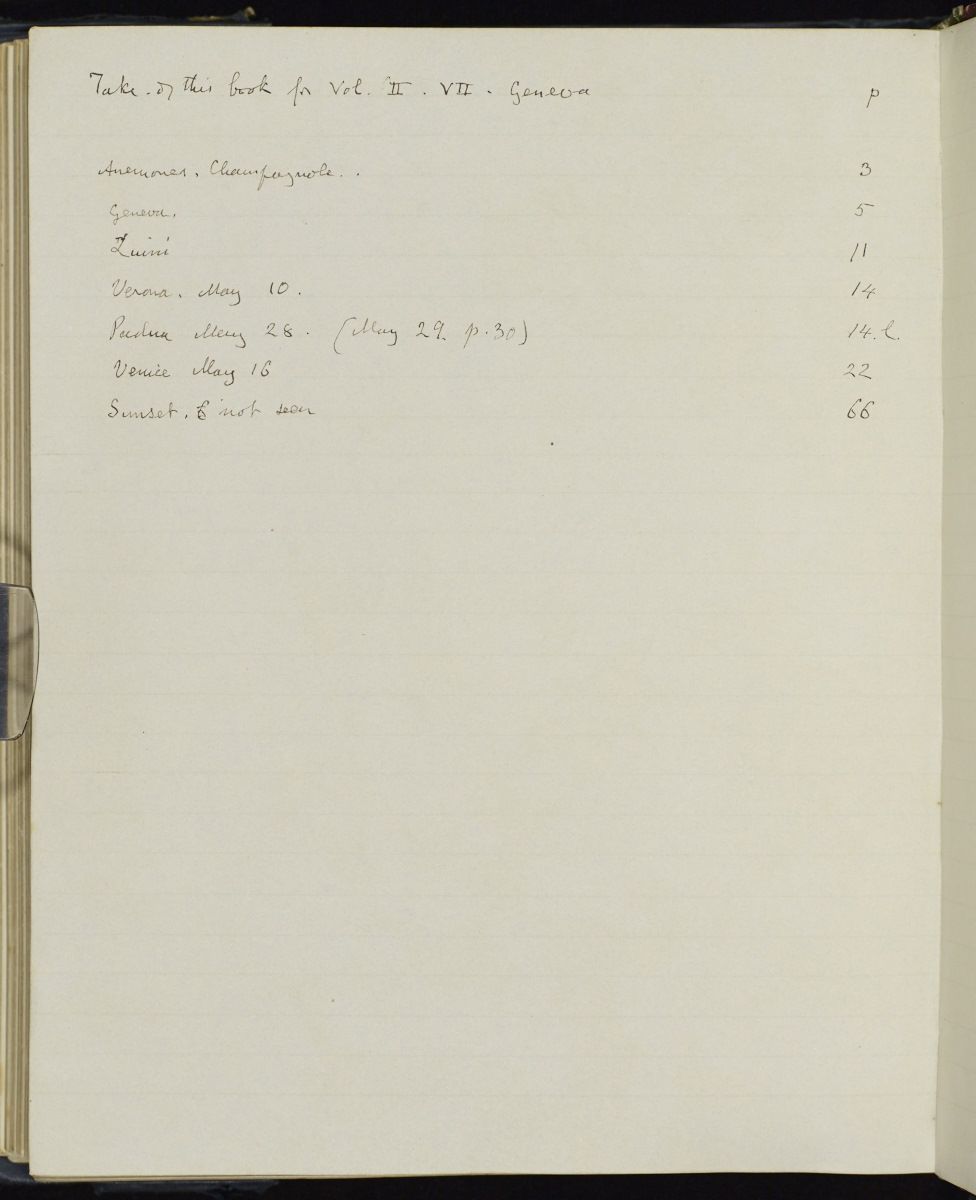 Take of this book for Vol. II. VII. Geneva p
Anemones. Champagnole. . 3
Geneva. 5
Luini 11
Verona. May 10. 14
Padua May 28. (May 29 p.30) 14.l.
Venice May 16 22
Sunset. not seen 66